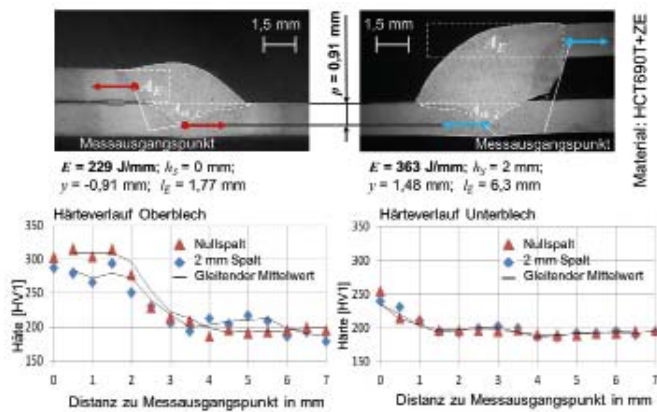 1,5 mm
1,5 mm
p = 0,91 mm
A_E
A_E
Messausgangspunkt
Messausgangspunkt
Material: HCT690T+ZE
E = 229 J/mm; h_S = 0 mm;
y = -0,91 mm; l_E = 1,77 mm
E = 363 J/mm; h_S = 2 mm;
y = 1,48 mm; l_E = 6,3 mm
Härteverlauf Oberblech
Härte [HV1]
350
300
250
200
150
Nullspalt
2 mm Spalt
Gleitender Mittelwert
0 1 2 3 4 5 6 7
Distanz zu Messausgangspunkt in mm
Härteverlauf Unterblech
Härte [HV1]
350
300
250
200
150
Nullspalt
2 mm Spalt
Gleitender Mittelwert
0 1 2 3 4 5 6 7
Distanz zu Messausgangspunkt in mm